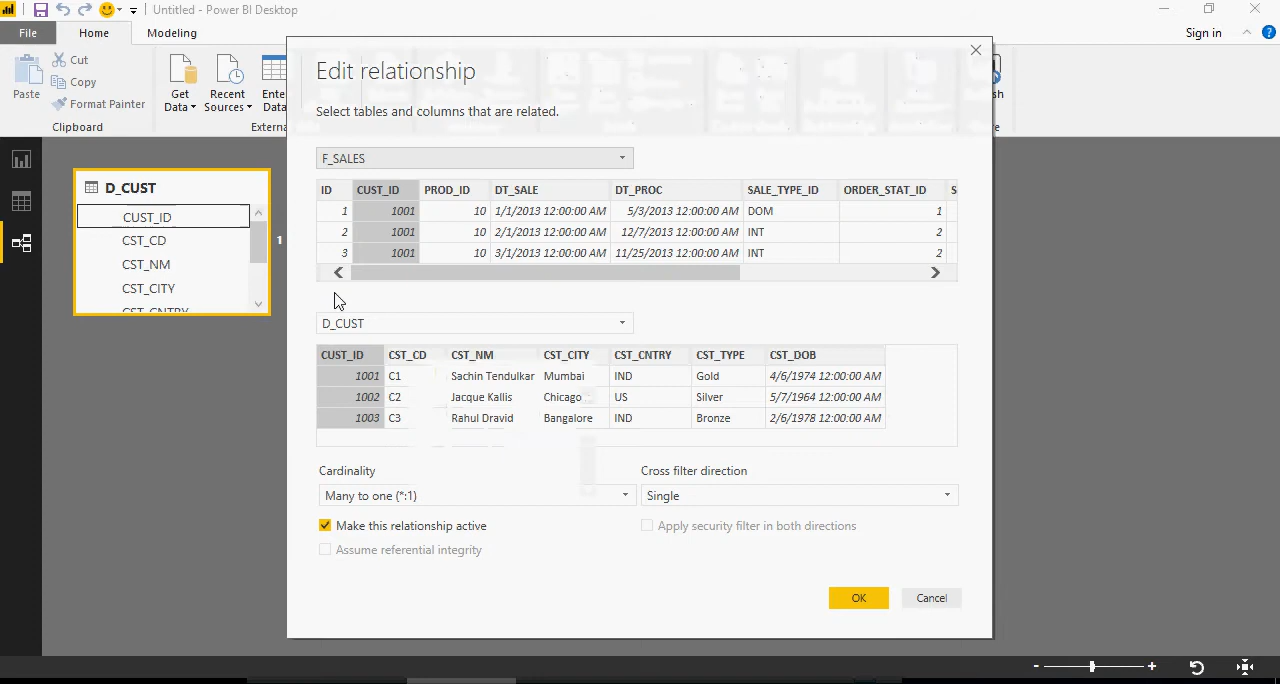 Untitled - Power BI Desktop
File Home Modeling Sign in
Paste Cut Copy Format Painter
Clipboard
Get Data Recent Sources Ente Data
Externa
sh
Edit relationship
Select tables and columns that are related.
F_SALES
ID CUST_ID PROD_ID DT_SALE DT_PROC SALE_TYPE_ID ORDER_STAT_ID S
1 1001 10 1/1/2013 12:00:00 AM 5/3/2013 12:00:00 AM DOM 1
2 1001 10 2/1/2013 12:00:00 AM 12/7/2013 12:00:00 AM INT 2
3 1001 10 3/1/2013 12:00:00 AM 11/25/2013 12:00:00 AM INT 2
D_CUST
CUST_ID CST_CD CST_NM CST_CITY CST_CNTRY CST_TYPE CST_DOB
1001 C1 Sachin Tendulkar Mumbai IND Gold 4/6/1974 12:00:00 AM
1002 C2 Jacque Kallis Chicago US Silver 5/7/1964 12:00:00 AM
1003 C3 Rahul Dravid Bangalore IND Bronze 2/6/1978 12:00:00 AM
Cardinality Cross filter direction
Many to one (*:1) Single
Make this relationship active Apply security filter in both directions
Assume referential integrity
OK Cancel
D_CUST
CUST_ID
CST_CD
CST_NM
CST_CITY
CST_CNTRY
1